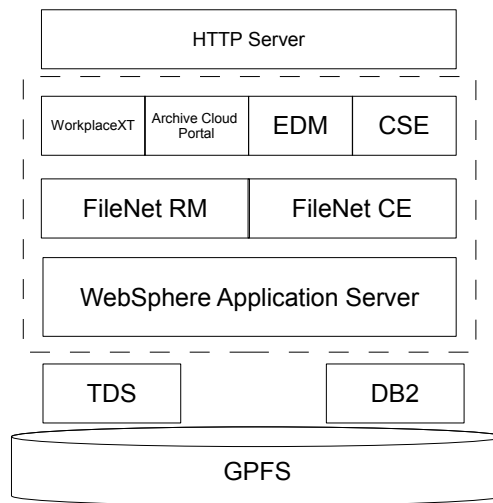 HTTP Server
WorkplaceXT
Archive Cloud
Portal
EDM
CSE
FileNet RM
FileNet CE
WebSphere Application Server
TDS
DB2
GPFS